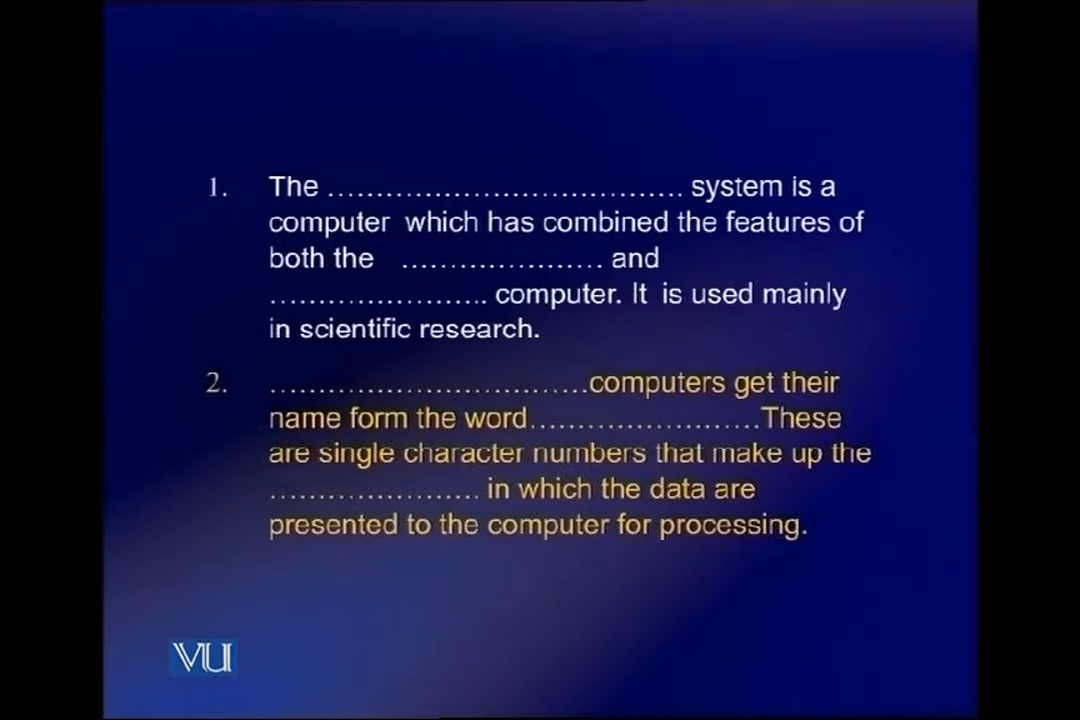 1. The .................................... system is a
computer which has combined the features of
both the ..................... and
....................... computer. It is used mainly
in scientific research.
2. .................................computers get their
name form the word........................These
are single character numbers that make up the
...................... in which the data are
presented to the computer for processing.
VU